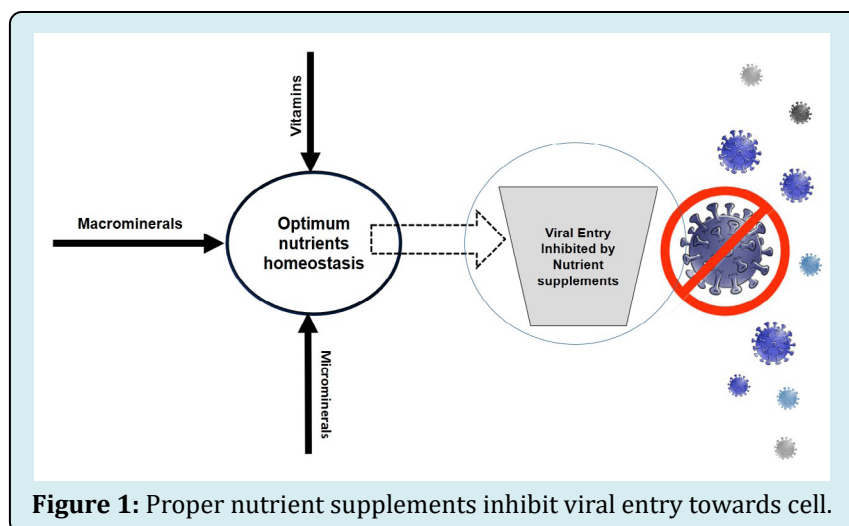 Vitamins
Macrominerals
Optimum
nutrients
homeostasis
Viral Entry
Inhibited by
Nutrient
supplements
Microminerals
Figure 1: Proper nutrient supplements inhibit viral entry towards cell.